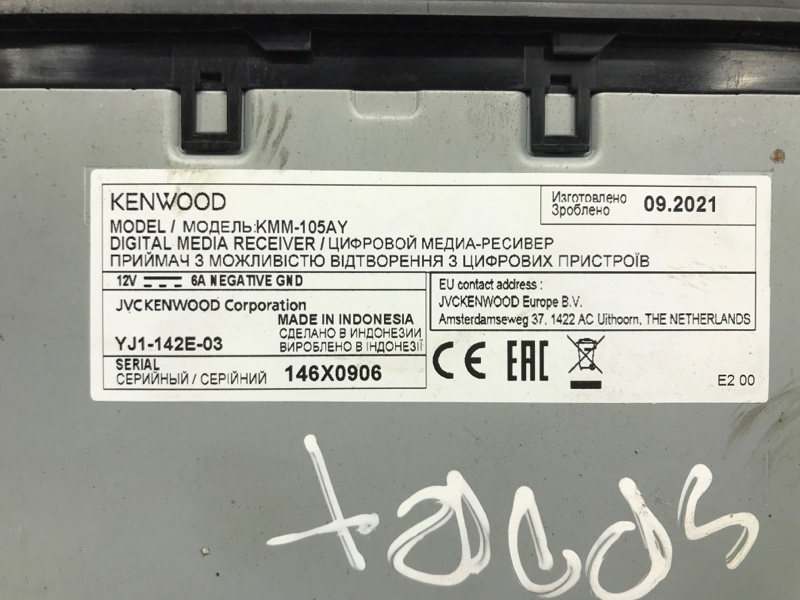 KENWOOD
Изготовлено
Зроблено
09.2021
MODEL / МОДЕЛЬ:KMM-105AY
DIGITAL MEDIA RECEIVER / ЦИФРОВОЙ МЕДИА-РЕСИВЕР
ПРИЙМАЧ З МОЖЛИВІСТЮ ВІДТВОРЕННЯ З ЦИФРОВИХ ПРИСТРОЇВ
12V 6A NEGATIVE GND
JVCKENWOOD Corporation
MADE IN INDONESIA
СДЕЛАНО В ИНДОНЕЗИИ
YJ1-142E-03
ВИРОБЛЕНО В ІНДОНЕЗІЇ
SERIAL
СЕРИЙНЫЙ / СЕРІЙНИЙ 146X0906
EU contact address :
JVCKENWOOD Europe B.V.
Amsterdamseweg 37, 1422 AC Uithoorn, THE NETHERLANDS
CE EAC
E2 00